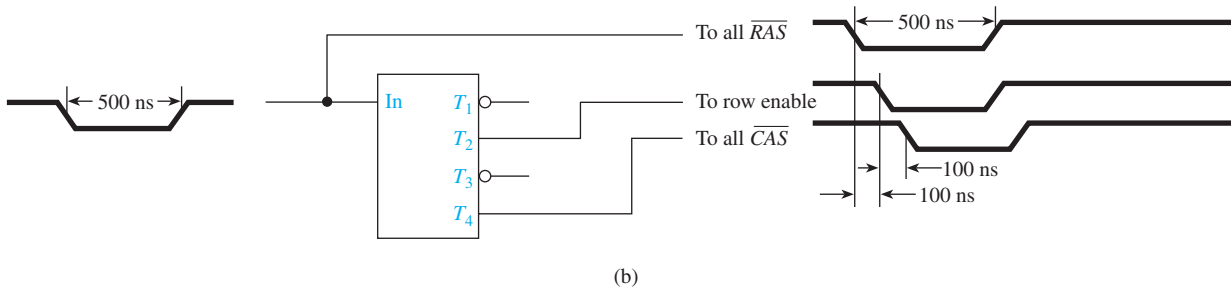 To all RAS
500 ns
500 ns
In
T1
To row enable
T2
To all CAS
T3
100 ns
100 ns
T4
(b)